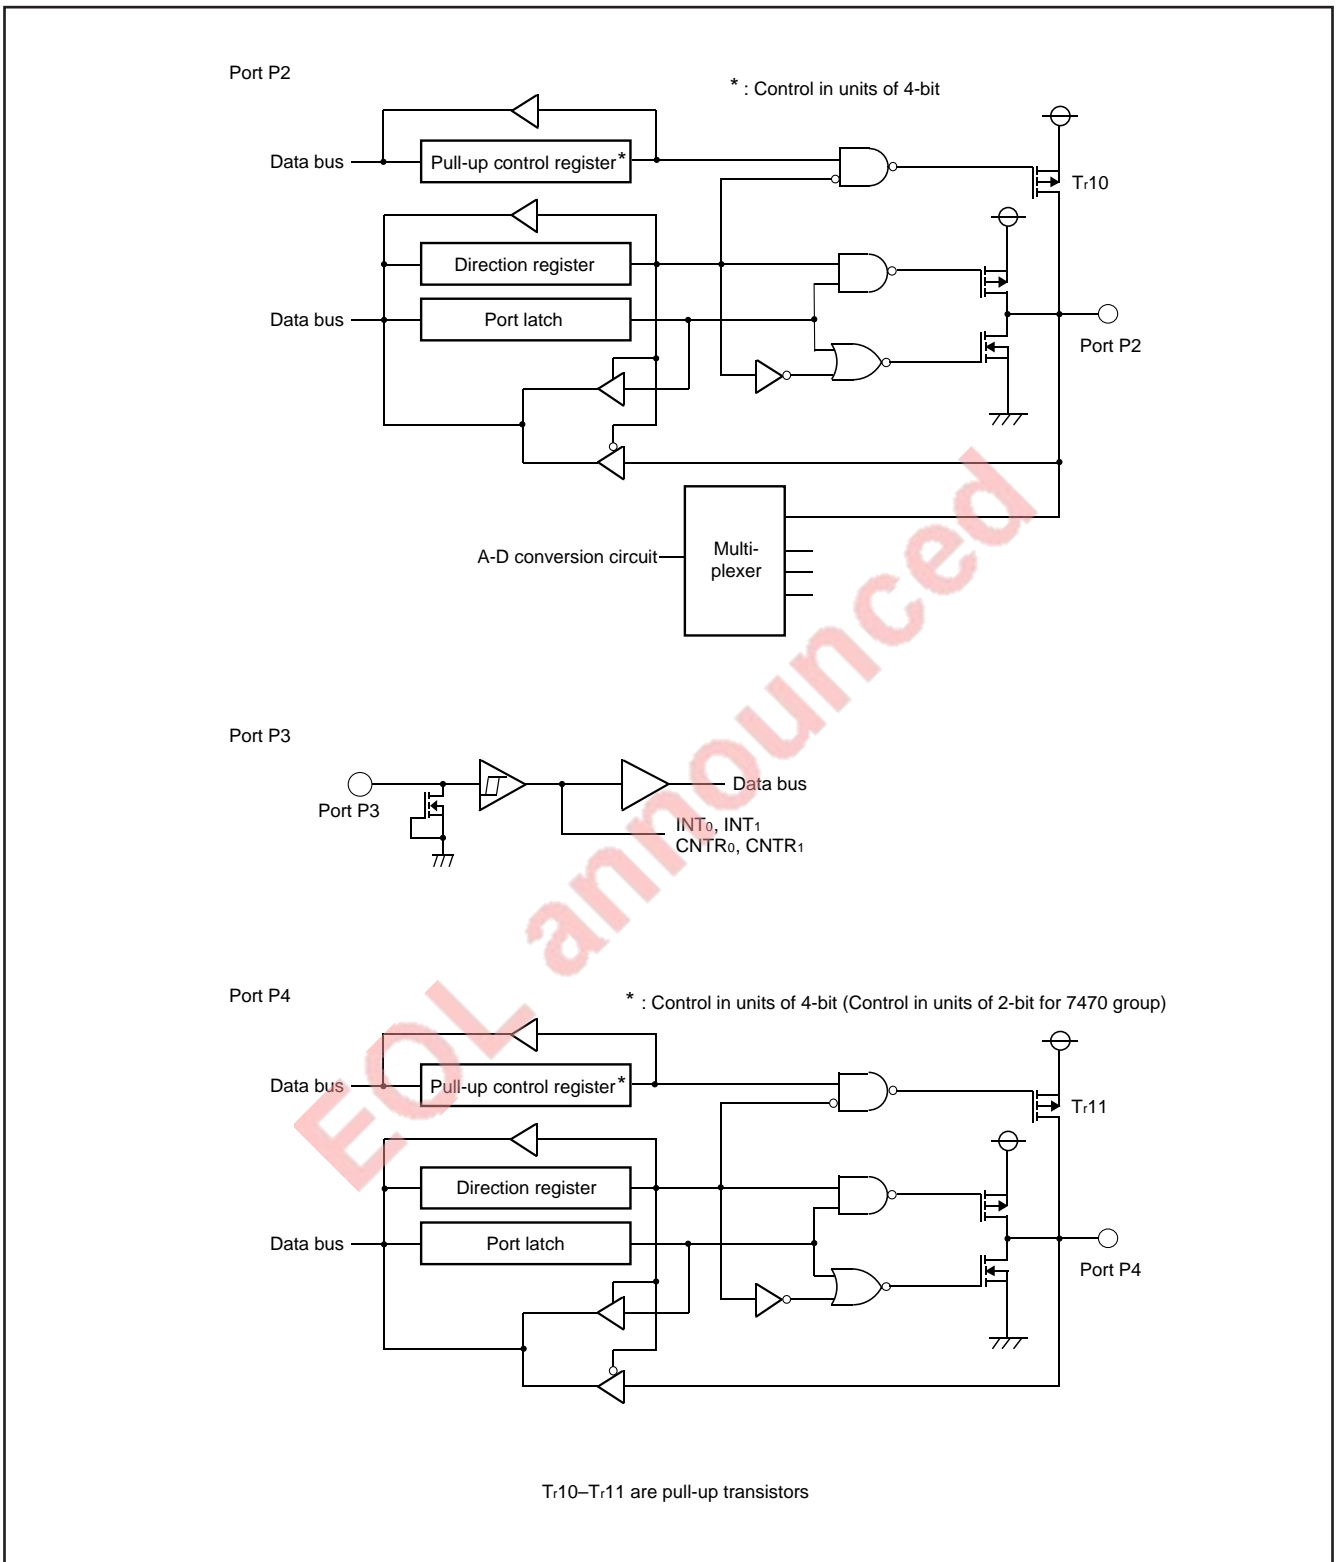 Port P2
* : Control in units of 4-bit
Data bus
Pull-up control register*
Tr10
Direction register
Data bus
Port latch
Port P2
A-D conversion circuit
Multi-
plexer
Port P3
Port P3
Data bus
INT0, INT1
CNTR0, CNTR1
EOL announced
Port P4
* : Control in units of 4-bit (Control in units of 2-bit for 7470 group)
Data bus
Pull-up control register*
Tr11
Direction register
Data bus
Port latch
Port P4
Tr10–Tr11 are pull-up transistors